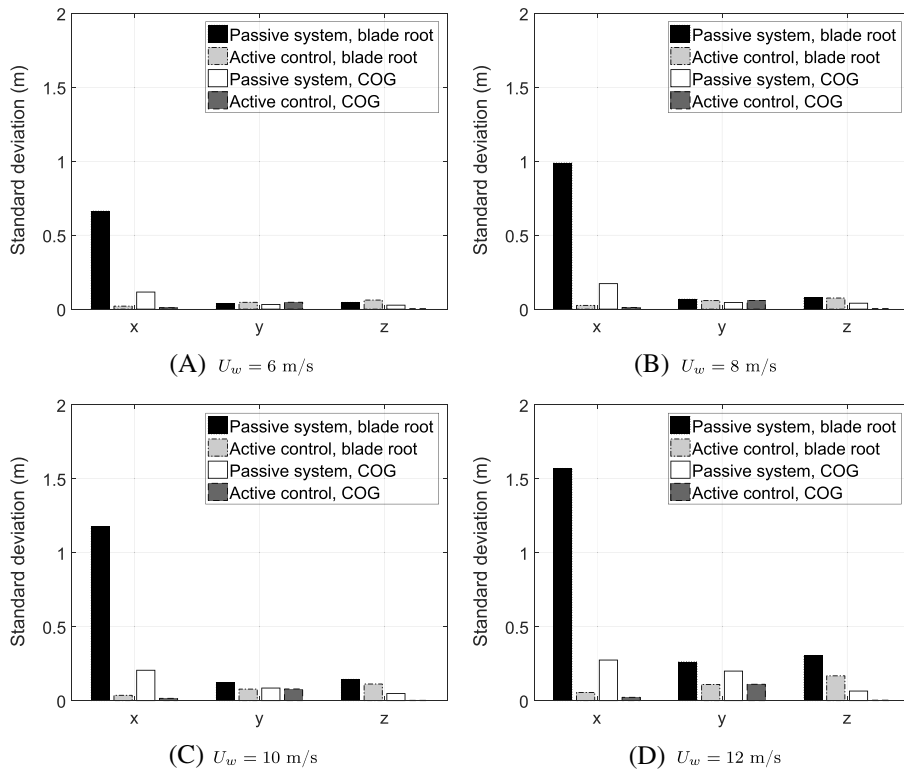 2
1.5
1
0.5
0
Standard deviation (m)
Passive system, blade root
Active control, blade root
Passive system, COG
Active control, COG
x y z
(A) U_w = 6 m/s
2
1.5
1
0.5
0
Standard deviation (m)
Passive system, blade root
Active control, blade root
Passive system, COG
Active control, COG
x y z
(B) U_w = 8 m/s
2
1.5
1
0.5
0
Standard deviation (m)
Passive system, blade root
Active control, blade root
Passive system, COG
Active control, COG
x y z
(C) U_w = 10 m/s
2
1.5
1
0.5
0
Standard deviation (m)
Passive system, blade root
Active control, blade root
Passive system, COG
Active control, COG
x y z
(D) U_w = 12 m/s